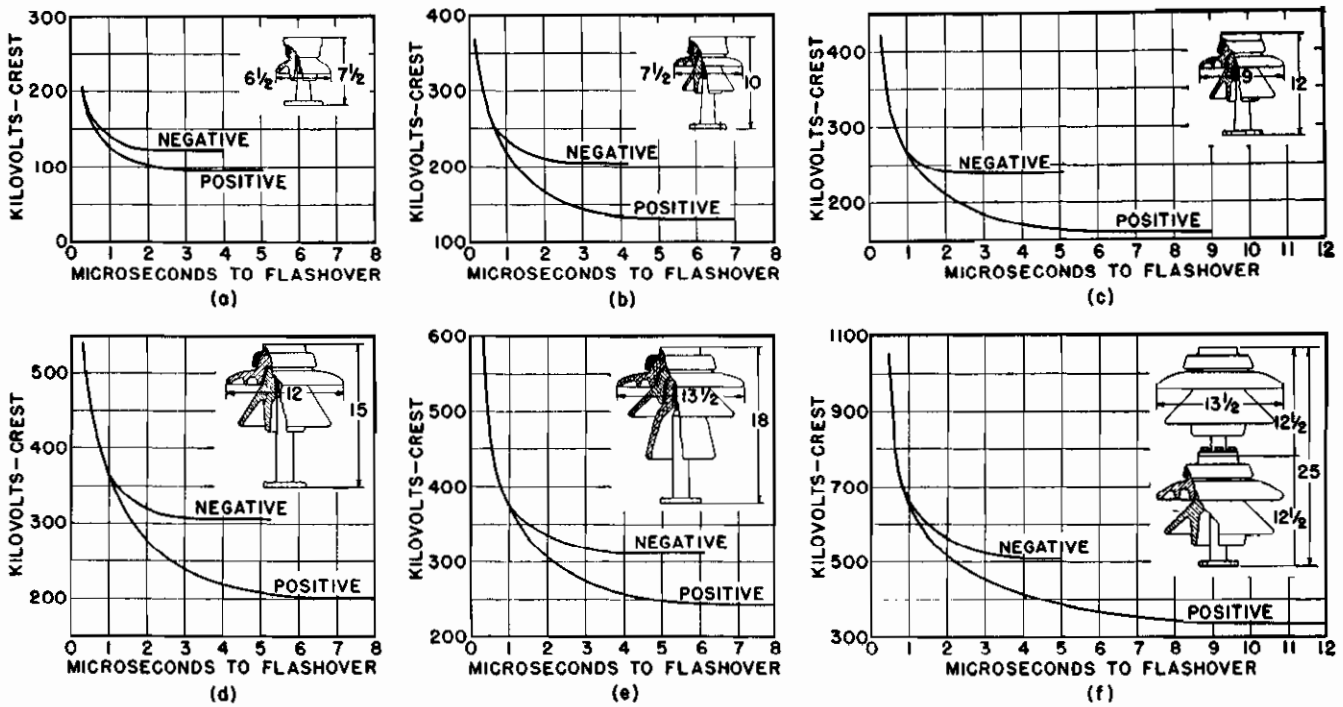 KILOVOLTS-CREST
300
200
100
0
6½
7½
NEGATIVE
POSITIVE
0 1 2 3 4 5 6 7 8
MICROSECONDS TO FLASHOVER
(a)
KILOVOLTS-CREST
400
300
200
100
7½
10
NEGATIVE
POSITIVE
0 1 2 3 4 5 6 7 8
MICROSECONDS TO FLASHOVER
(b)
KILOVOLTS-CREST
400
300
200
9
12
NEGATIVE
POSITIVE
0 1 2 3 4 5 6 7 8 9 10 11 12
MICROSECONDS TO FLASHOVER
(c)
KILOVOLTS-CREST
500
400
300
200
12
15
NEGATIVE
POSITIVE
0 1 2 3 4 5 6 7 8
MICROSECONDS TO FLASHOVER
(d)
KILOVOLTS-CREST
600
500
400
300
200
13½
18
NEGATIVE
POSITIVE
0 1 2 3 4 5 6 7 8
MICROSECONDS TO FLASHOVER
(e)
KILOVOLTS-CREST
1100
900
700
500
300
13½
12½
25
12½
NEGATIVE
POSITIVE
0 1 2 3 4 5 6 7 8 9 10 11 12
MICROSECONDS TO FLASHOVER
(f)